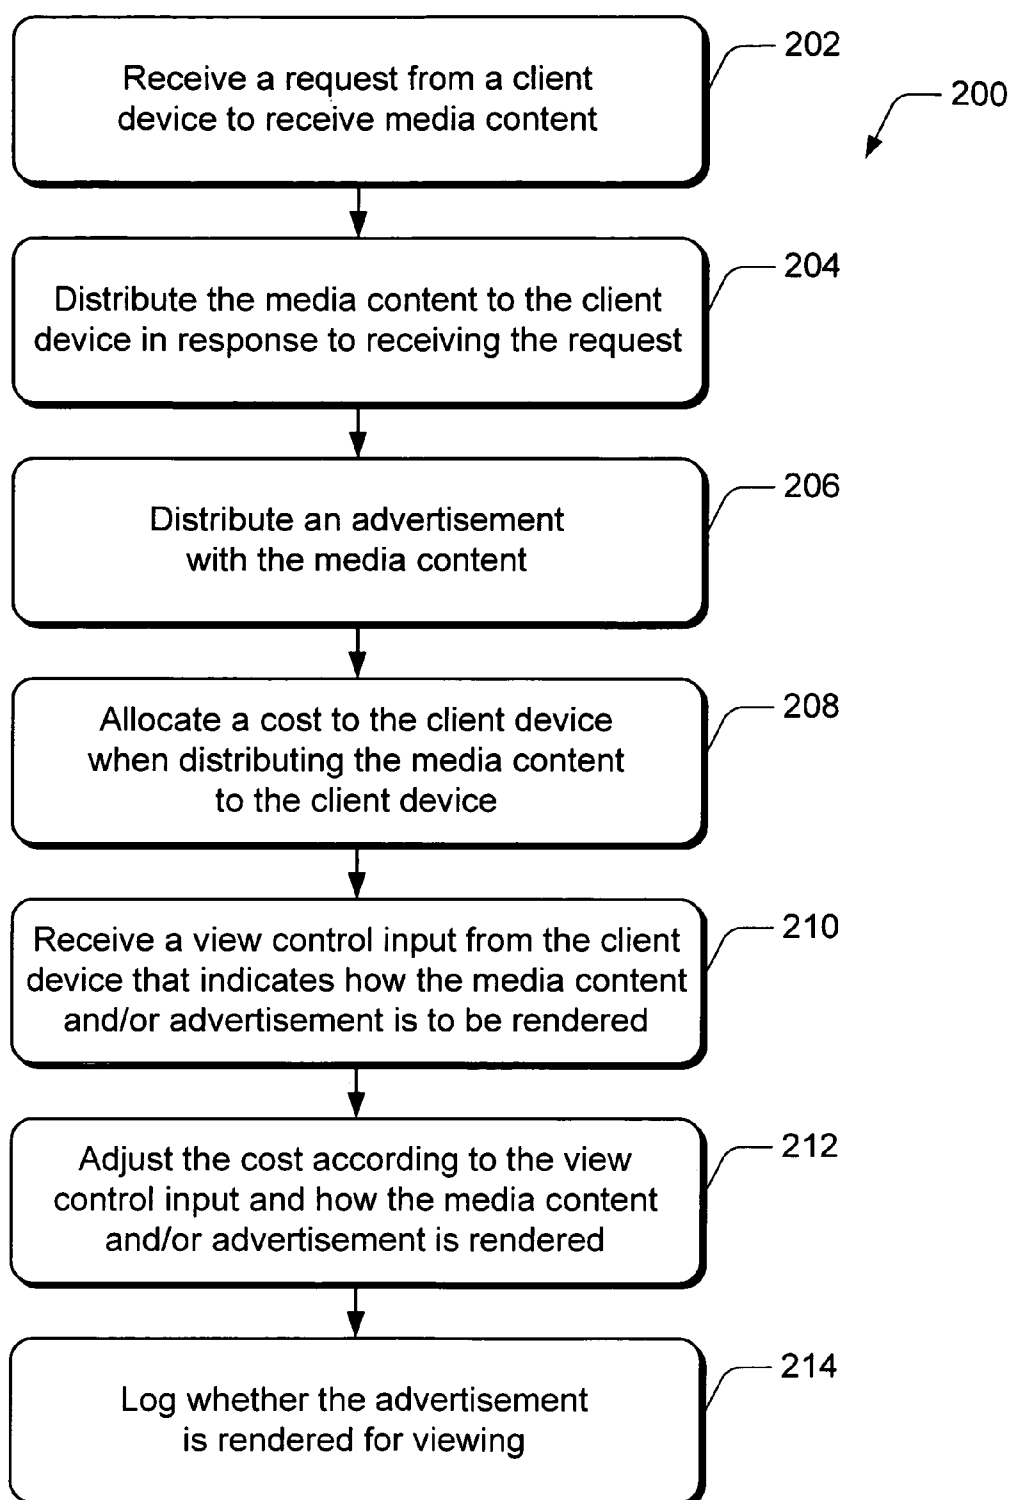 Receive a request from a client
device to receive media content
202
200
Distribute the media content to the client
device in response to receiving the request
204
Distribute an advertisement
with the media content
206
Allocate a cost to the client device
when distributing the media content
to the client device
208
Receive a view control input from the client
device that indicates how the media content
and/or advertisement is to be rendered
210
Adjust the cost according to the view
control input and how the media content
and/or advertisement is rendered
212
Log whether the advertisement
is rendered for viewing
214